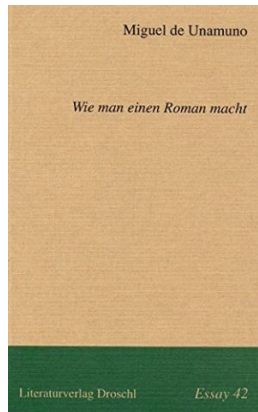 Miguel de Unamuno
Wie man einen Roman macht
Literaturverlag Droschl Essay 42